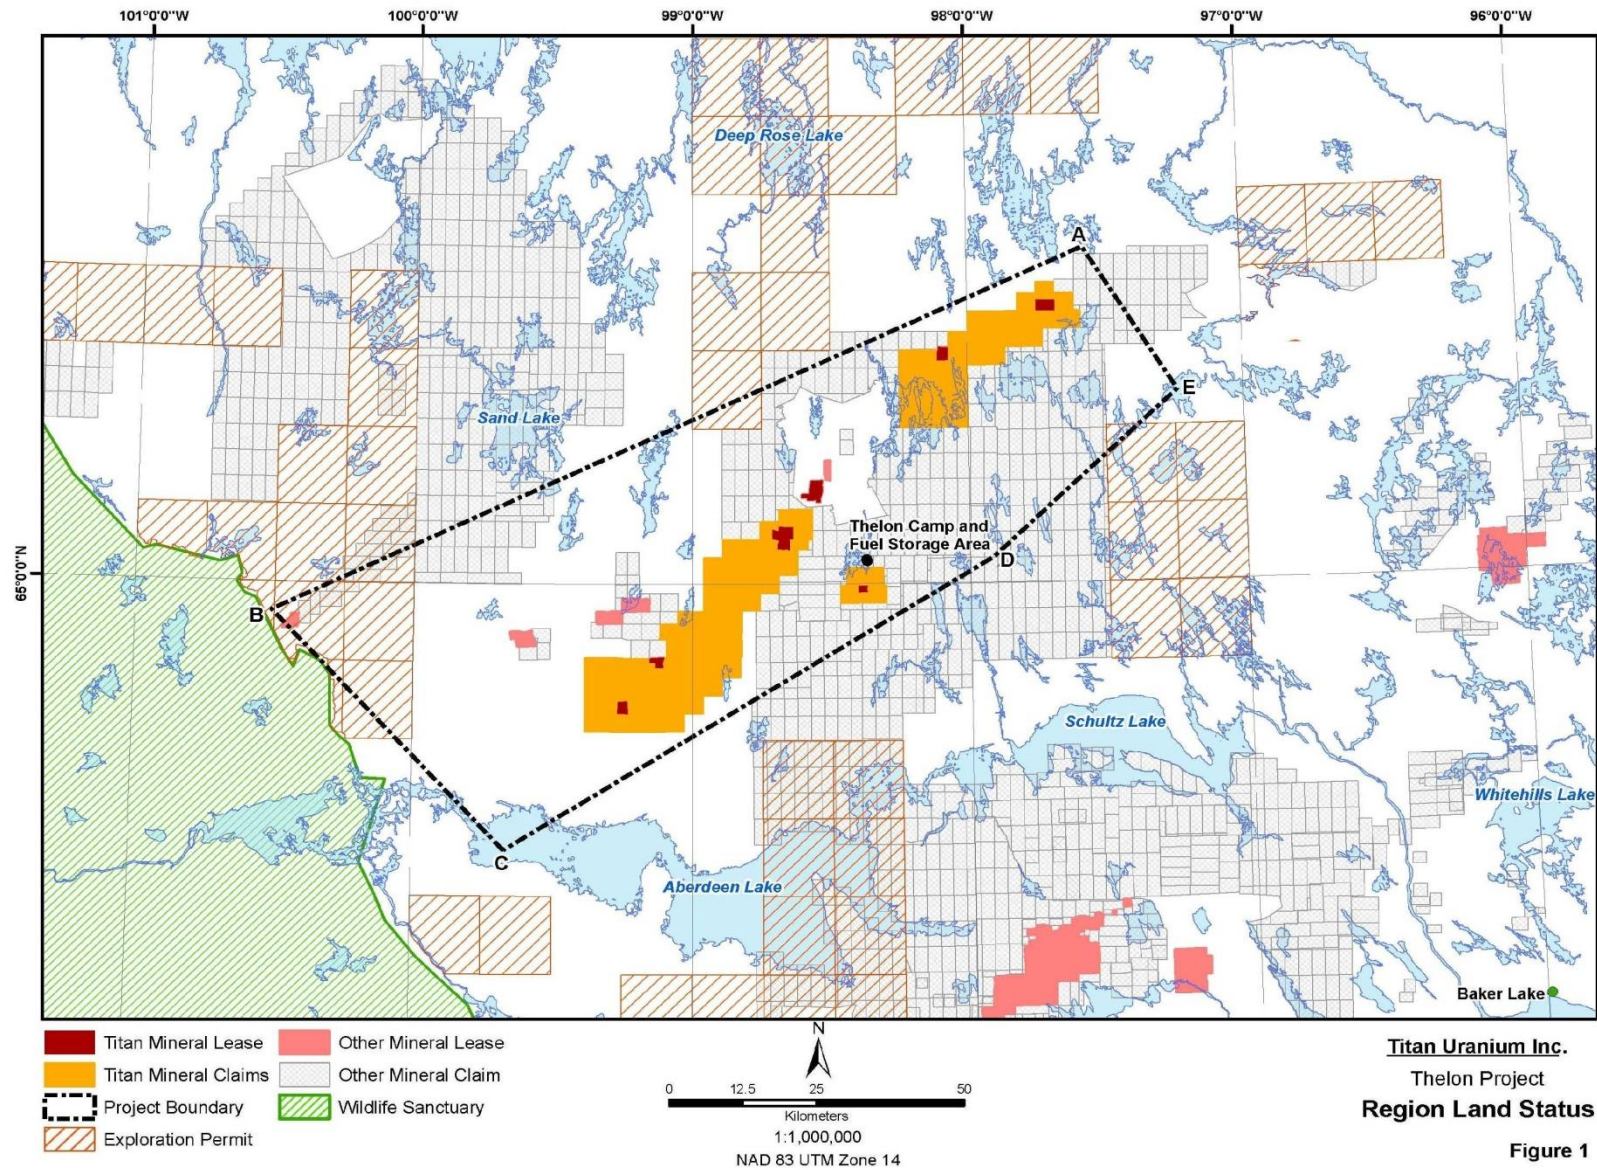 101°0'0"W 100°0'0"W 99°0'0"W 98°0'0"W 97°0'0"W 96°0'0"W
Deep Rose Lake
A
E
Sand Lake
Thelon Camp and
Fuel Storage Area
D
65°0'0"N
B
Schultz Lake
Whitehills Lake
C
Aberdeen Lake
Baker Lake
Titan Mineral Lease
Titan Mineral Claims
Project Boundary
Exploration Permit
Other Mineral Lease
Other Mineral Claim
Wildlife Sanctuary
N
0 12.5 25 50
Kilometers
1:1,000,000
NAD 83 UTM Zone 14
Titan Uranium Inc.
Thelon Project
Region Land Status
Figure 1